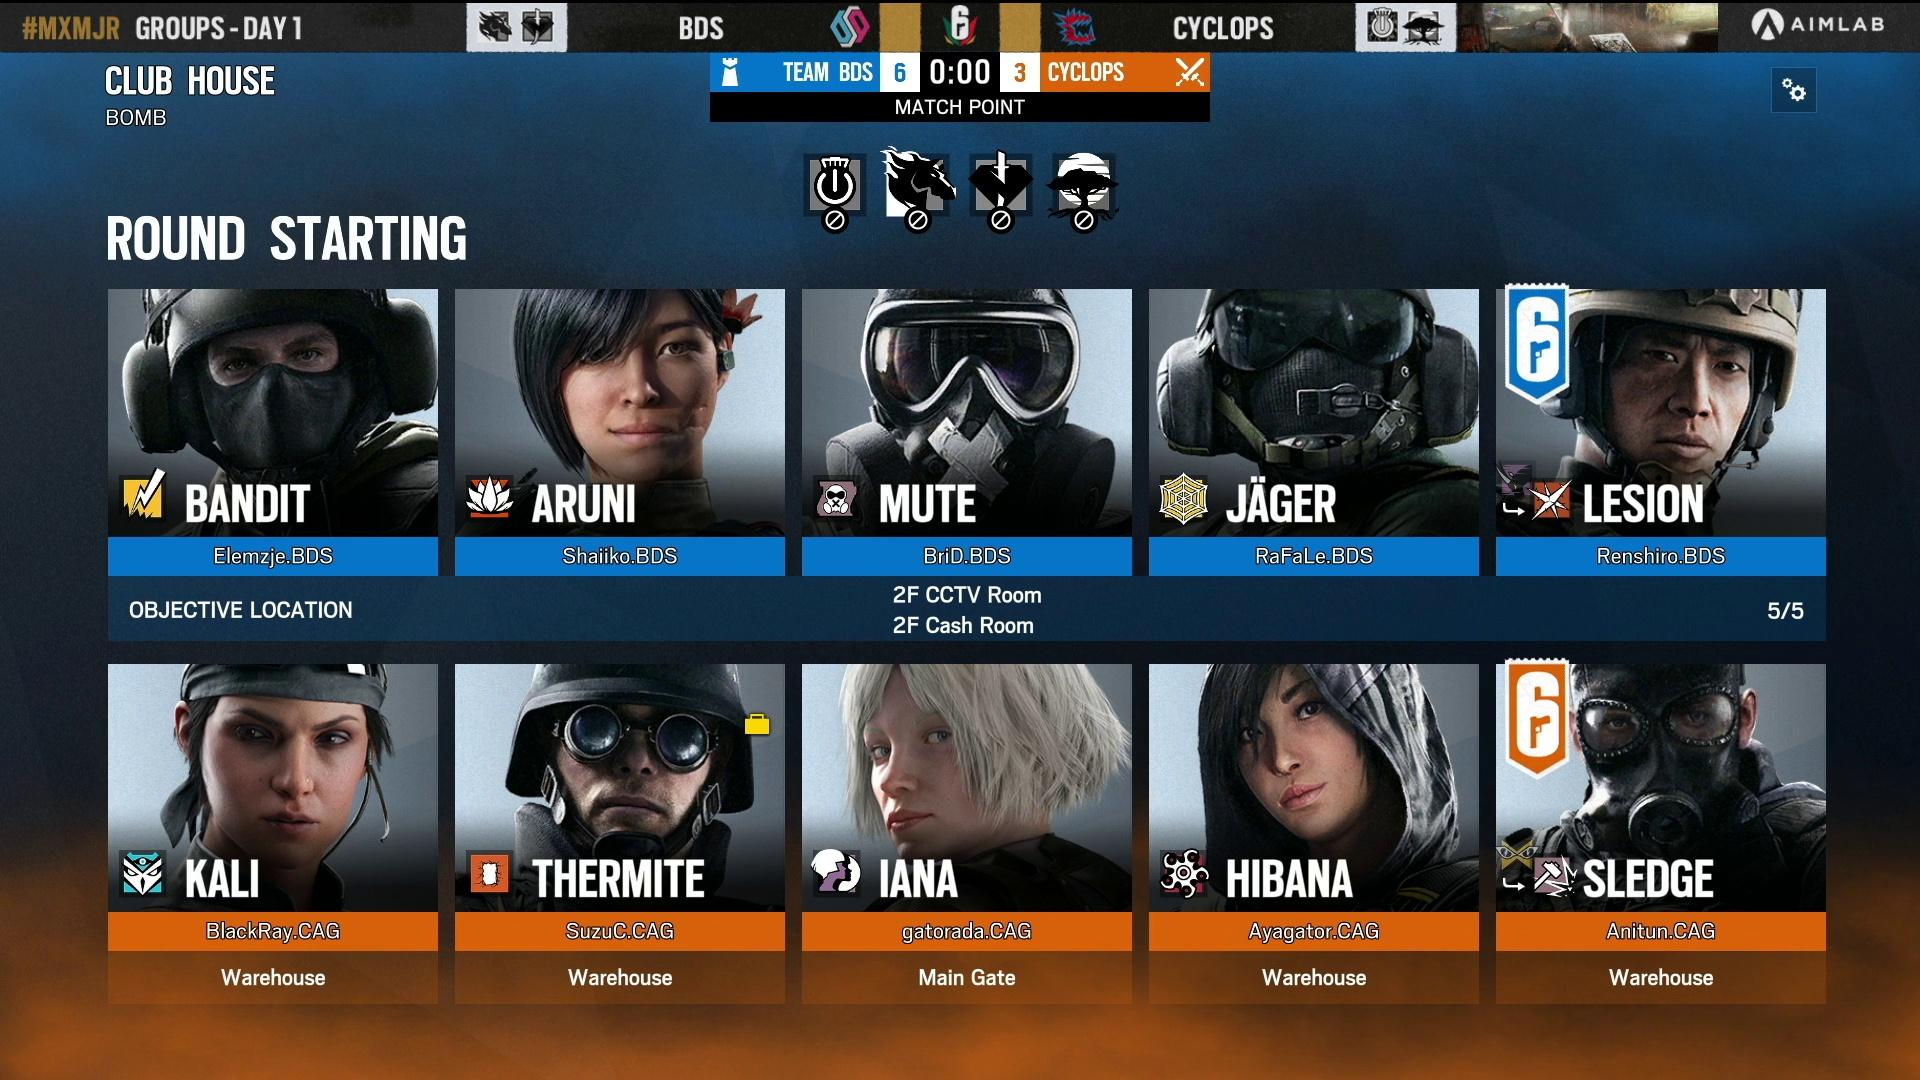 #MXMJR GROUPS - DAY 1
BDS
CYCLOPS
AIMLAB
CLUB HOUSE
BOMB
TEAM BDS 6 0:00 3 CYCLOPS
MATCH POINT
ROUND STARTING
BANDIT
ARUNI
MUTE
JÄGER
LESION
Elemzje.BDS
Shaiiko.BDS
BriD.BDS
RaFaLe.BDS
Renshiro.BDS
OBJECTIVE LOCATION
2F CCTV Room
2F Cash Room
5/5
KALI
THERMITE
IANA
HIBANA
SLEDGE
BlackRay.CAG
SuzuC.CAG
gatorada.CAG
Ayagator.CAG
Anitun.CAG
Warehouse
Warehouse
Main Gate
Warehouse
Warehouse